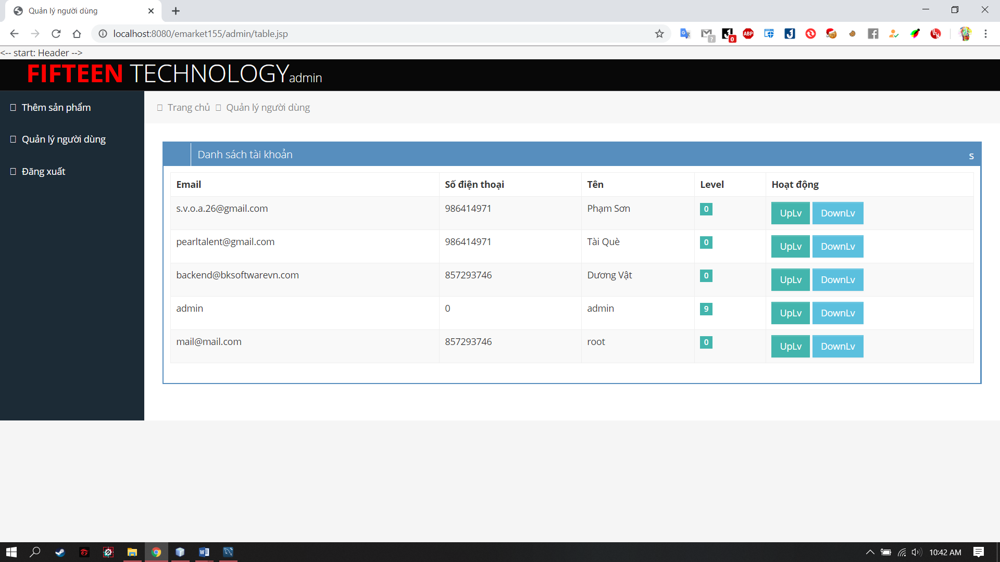 Quản lý người dùng
localhost:8080/emarket155/admin/table.jsp
? 0 ABP
<-- start: Header -->
FIFTEEN TECHNOLOGYadmin
Thêm sản phẩm
Quản lý người dùng
Đăng xuất
Trang chủ Quản lý người dùng
Danh sách tài khoản s
Email Số điện thoại Tên Level Hoạt động
s.v.o.a.26@gmail.com 986414971 Phạm Sơn 0 UpLv DownLv
pearltalent@gmail.com 986414971 Tài Què 0 UpLv DownLv
backend@bksoftwarevn.com 857293746 Dương Vật 0 UpLv DownLv
admin 0 admin 9 UpLv DownLv
mail@mail.com 857293746 root 0 UpLv DownLv
10:42 AM